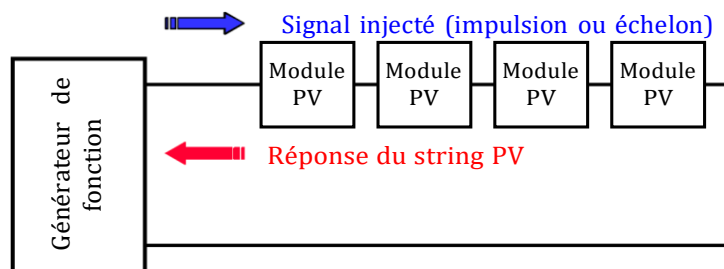 Signal injecté (impulsion ou échelon)
Module
PV
Module
PV
Module
PV
Module
PV
Réponse du string PV
Générateur de
fonction